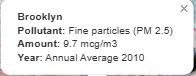 Brooklyn
Pollutant: Fine particles (PM 2.5)
Amount: 9.7 mcg/m3
Year: Annual Average 2010